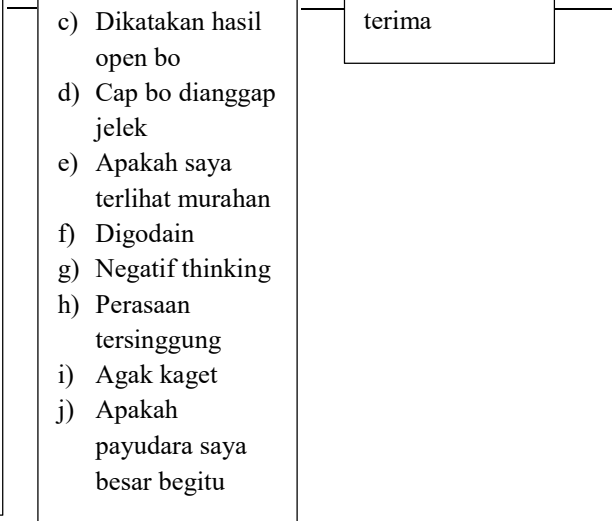 c) Dikatakan hasil
open bo
d) Cap bo dianggap
jelek
e) Apakah saya
terlihat murahan
f) Digodain
g) Negatif thinking
h) Perasaan
tersinggung
i) Agak kaget
j) Apakah
payudara saya
besar begitu
terima